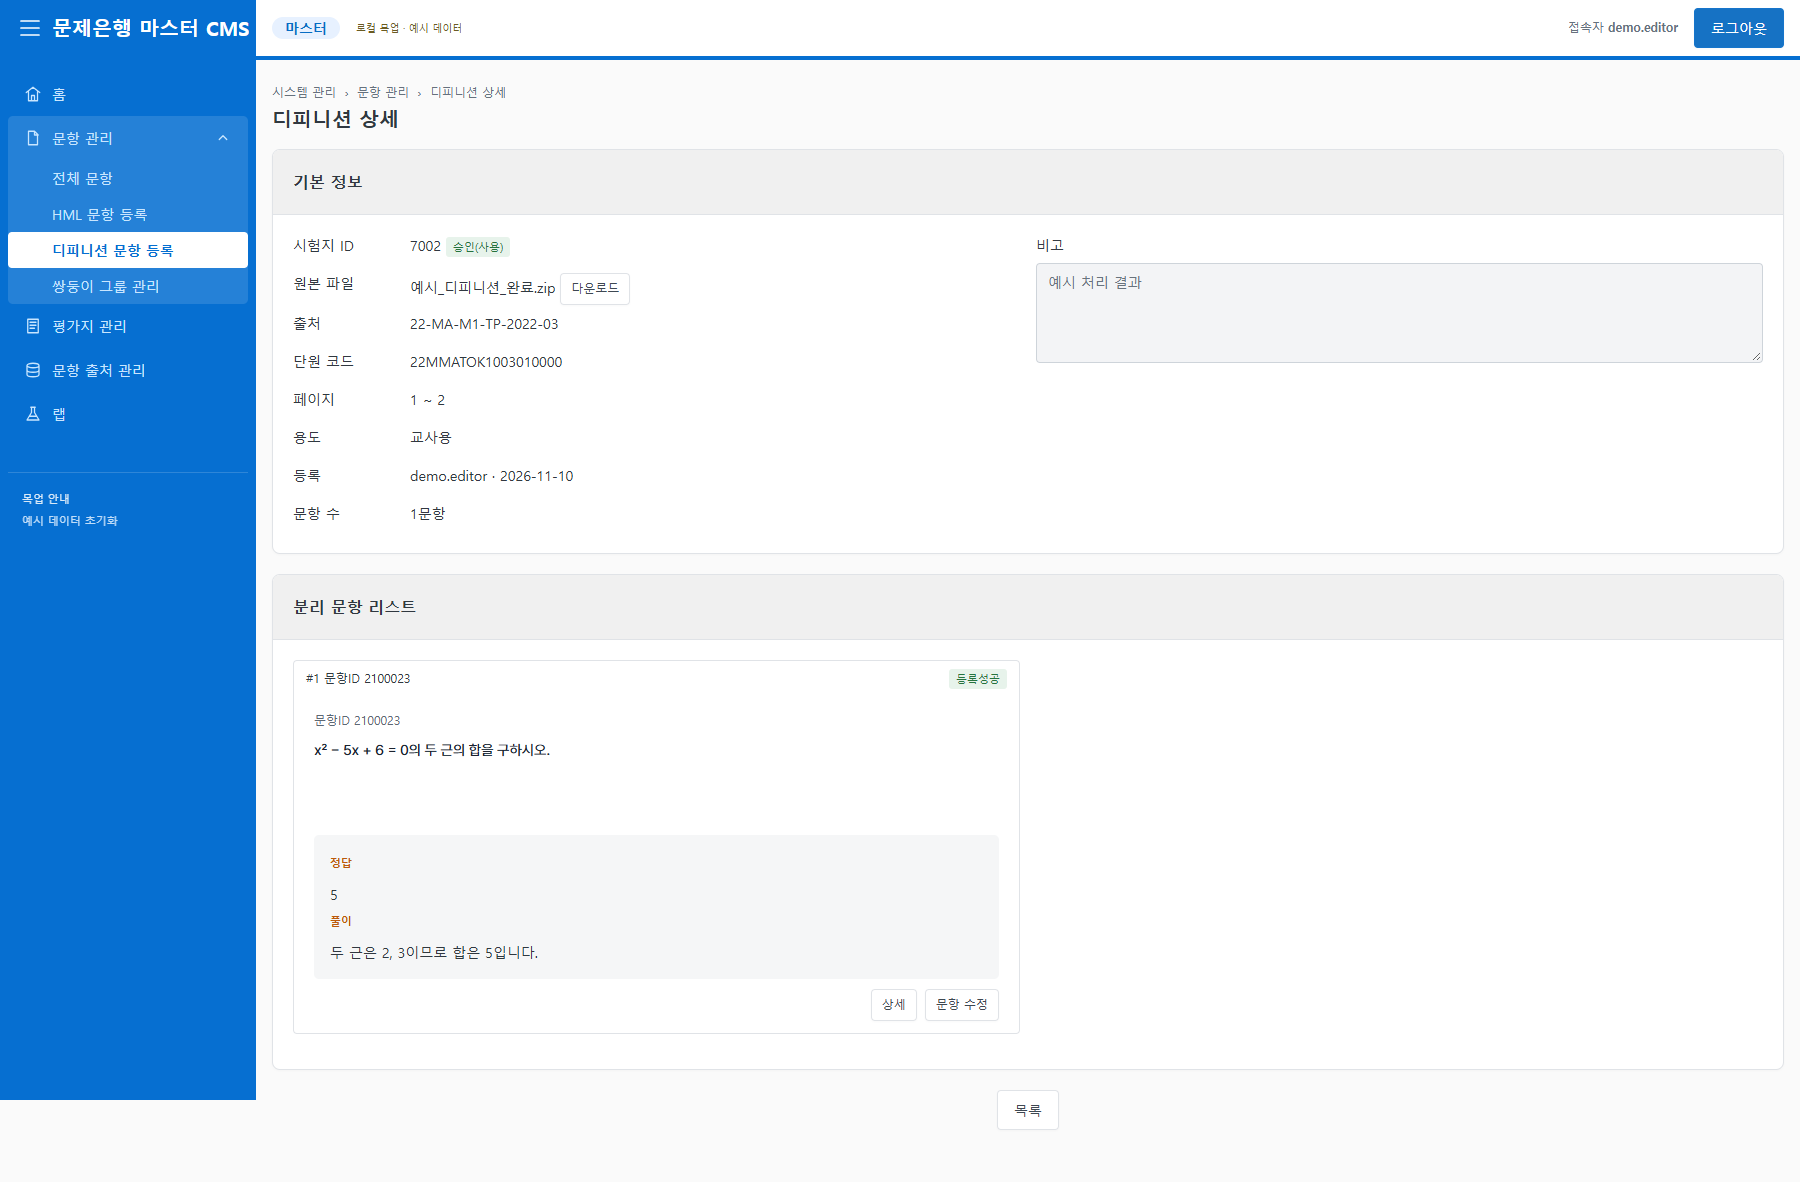 문제은행 마스터 CMS
마스터
로컬 목업 · 예시 데이터
접속자 demo.editor
로그아웃
홈
문항 관리
전체 문항
HML 문항 등록
디피니션 문항 등록
쌍둥이 그룹 관리
평가지 관리
문항 출처 관리
랩
목업 안내
예시 데이터 초기화
시스템 관리 › 문항 관리 › 디피니션 상세
디피니션 상세
기본 정보
시험지 ID 7002 승인(사용)
원본 파일 예시_디피니션_완료.zip 다운로드
출처 22-MA-M1-TP-2022-03
단원 코드 22MMATOK1003010000
페이지 1 ~ 2
용도 교사용
등록 demo.editor · 2026-11-10
문항 수 1문항
비고
예시 처리 결과
분리 문항 리스트
#1 문항ID 2100023 등록성공
문항ID 2100023
x² − 5x + 6 = 0의 두 근의 합을 구하시오.
정답
5
풀이
두 근은 2, 3이므로 합은 5입니다.
상세 문항 수정
목록